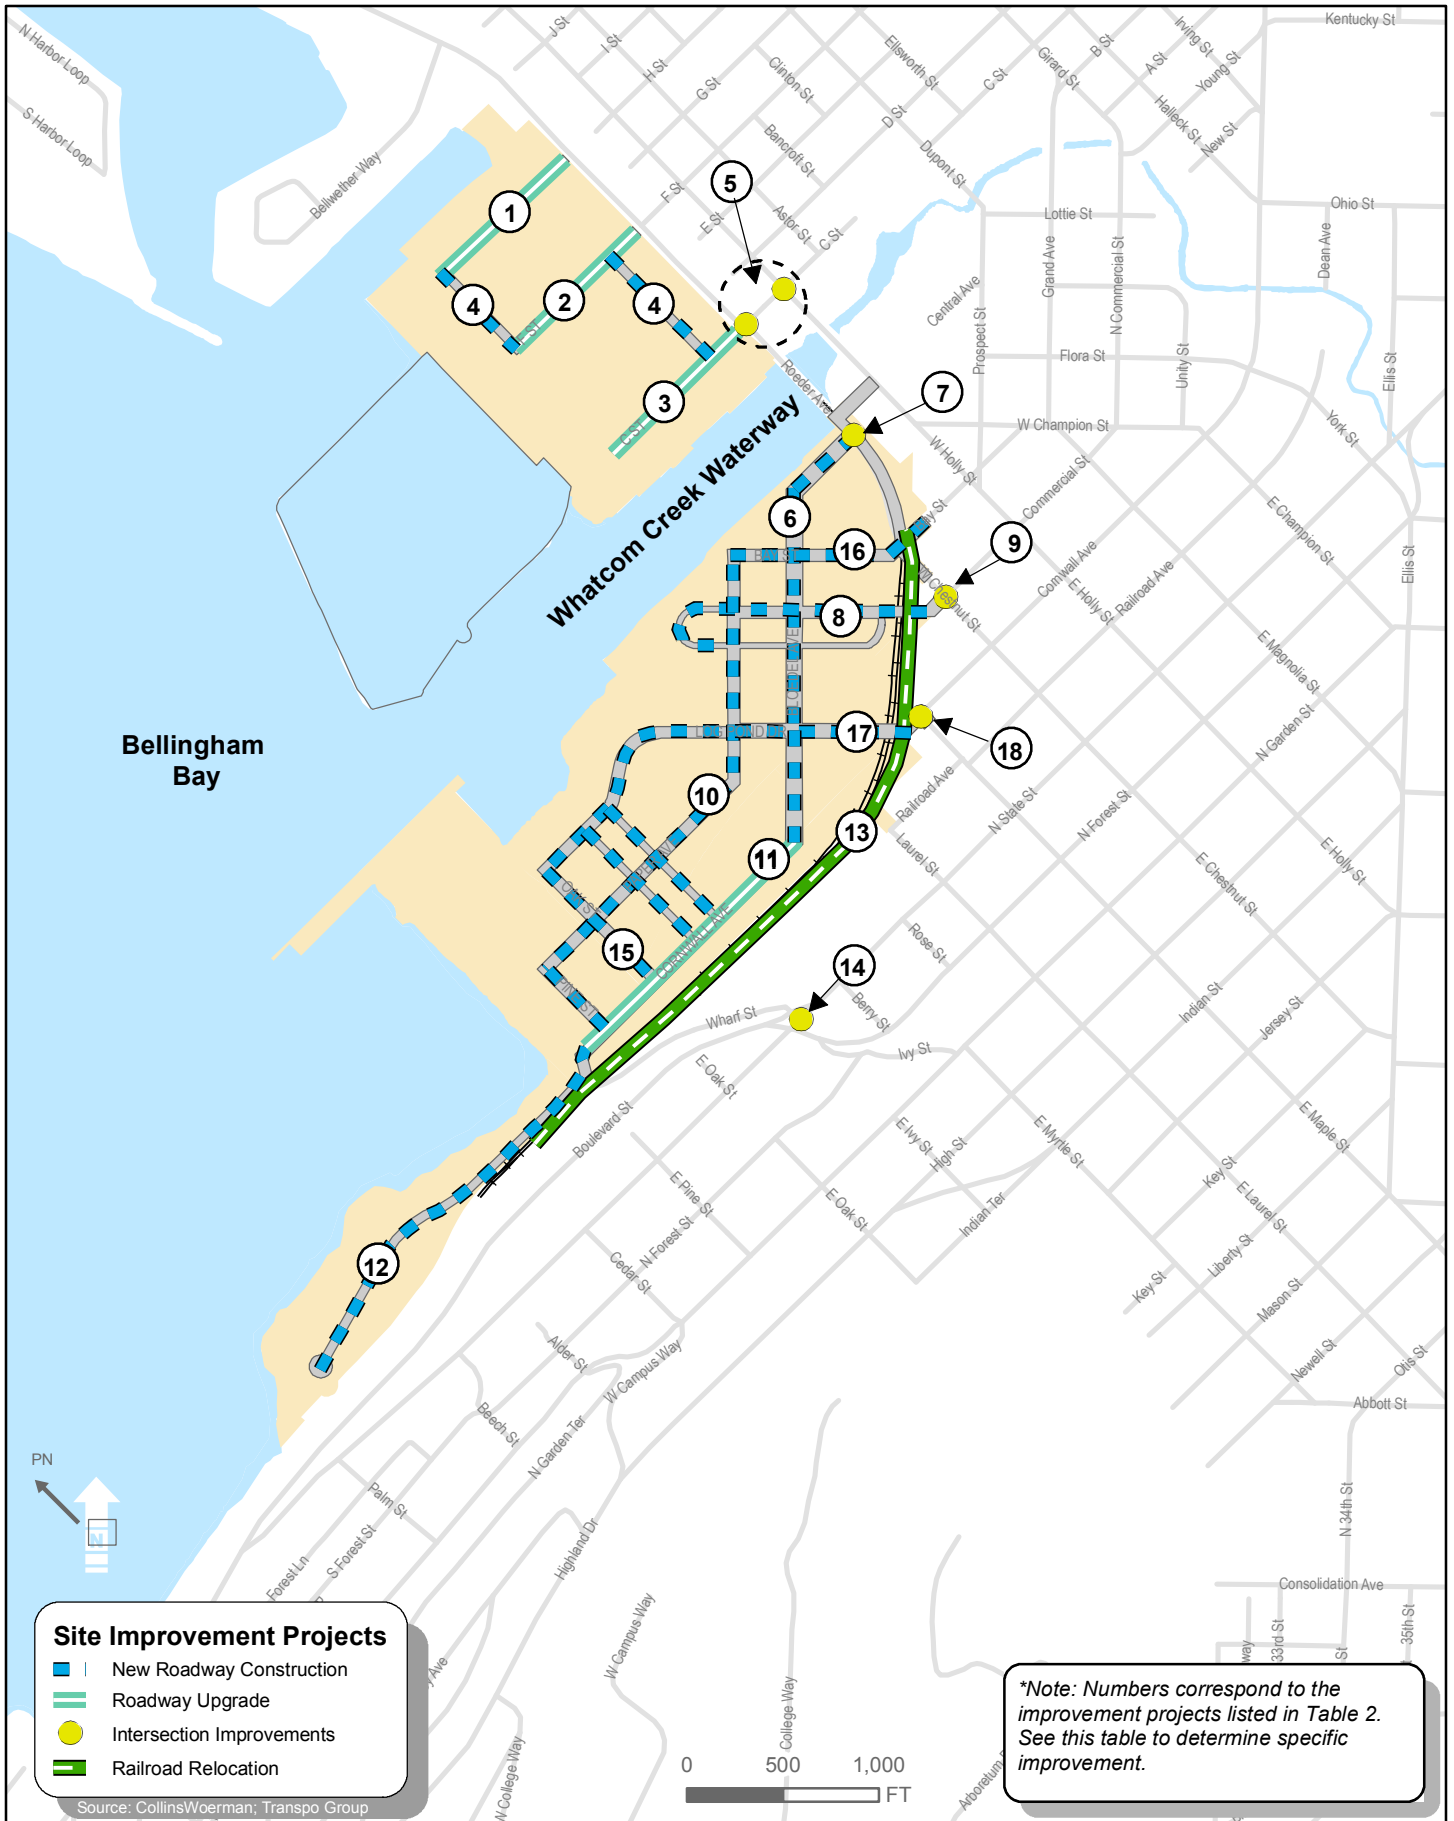 Kentucky St
N Harbor Loop
S Harbor Loop
Bellwether Way
J St
I St
H St
G St
F St
E St
Clinton St
Bancroft St
Astor St
C St
Ellsworth St
D St
Dupont St
C St
Girard St
B St
A St
Irving St
Young St
Halleck St
New St
Ohio St
Lottie St
Dean Ave
Grand Ave
N Commercial St
Central Ave
Prospect St
Flora St
Unity St
Ellis St
York St
W Champion St
W Holly St
Commercial St
E Champion St
Ellis St
Roeder Ave
C ST
Whatcom Creek Waterway
1
2
3
4
4
5
6
7
8
9
10
11
12
13
14
15
16
17
18
Cornwall Ave
E Holly St
Railroad Ave
E Magnolia St
N Garden St
Bellingham
Bay
Railroad Ave
N State St
N Forest St
Laurel St
E Holly St
E Chestnut St
OAK ST
CORNWALL AVE
PINE ST
Rose St
Berry St
Wharf St
Ivy St
E Oak St
Indian St
Jersey St
Boulevard St
E Ivy St
High St
E Myrtle St
E Maple St
Key St
E Laurel St
E Pine St
N Forest St
E Oak St
Indian Ter
Liberty St
Key St
Mason St
Cedar St
Alder St
W Campus Way
Newell St
Otis St
Abbott St
Beech St
N Garden Ter
PN
N
Palm St
S Forest St
Forest Ln
Highland Dr
N 34th St
Consolidation Ave
W Campus Way
College Way
N College Way
33rd St
35th St
way
St
Site Improvement Projects
New Roadway Construction
Roadway Upgrade
Intersection Improvements
Railroad Relocation
Source: CollinsWoerman; Transpo Group
0 500 1,000
FT
*Note: Numbers correspond to the
improvement projects listed in Table 2.
See this table to determine specific
improvement.